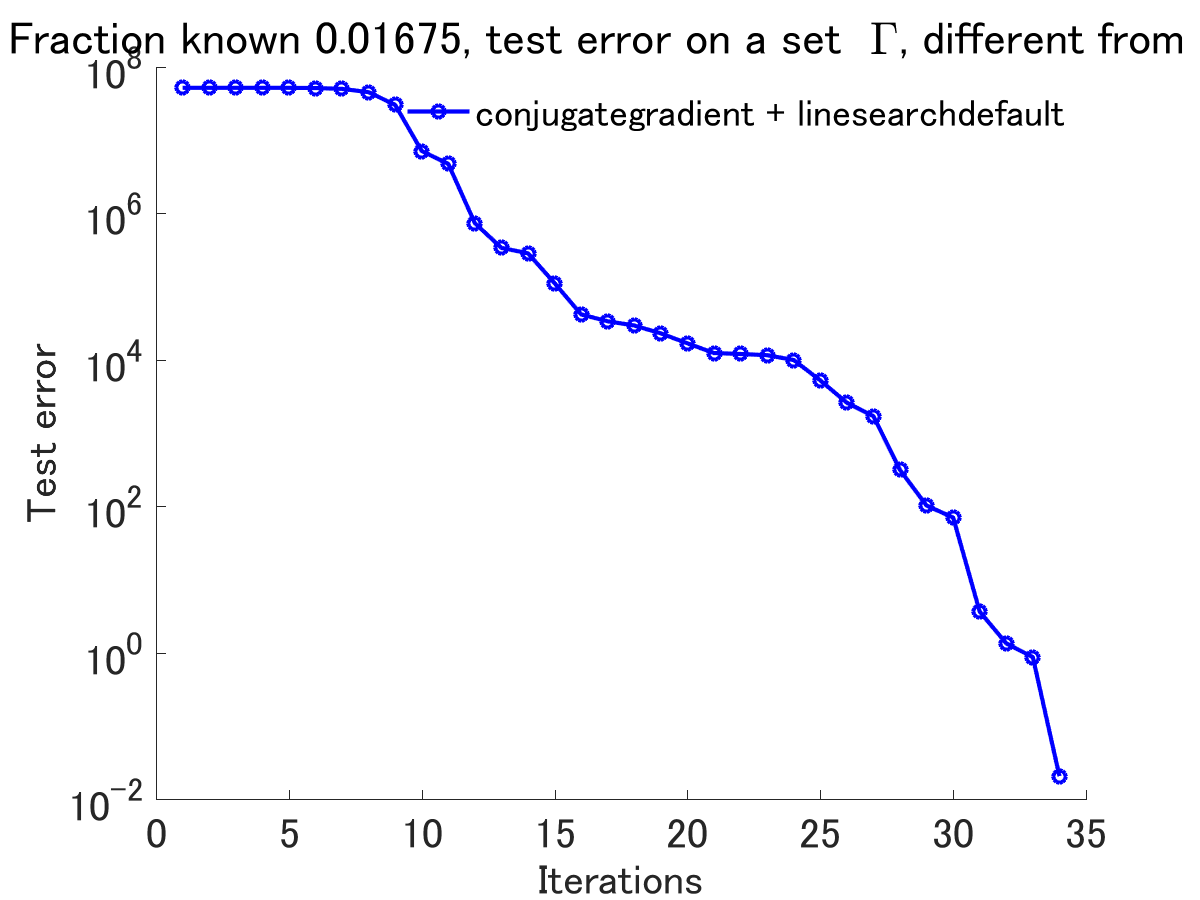 Fraction known 0.01675, test error on a set Γ, different from
conjugategradient + linesearchdefault
Test error
10^8
10^6
10^4
10^2
10^0
10^-2
0 5 10 15 20 25 30 35
Iterations